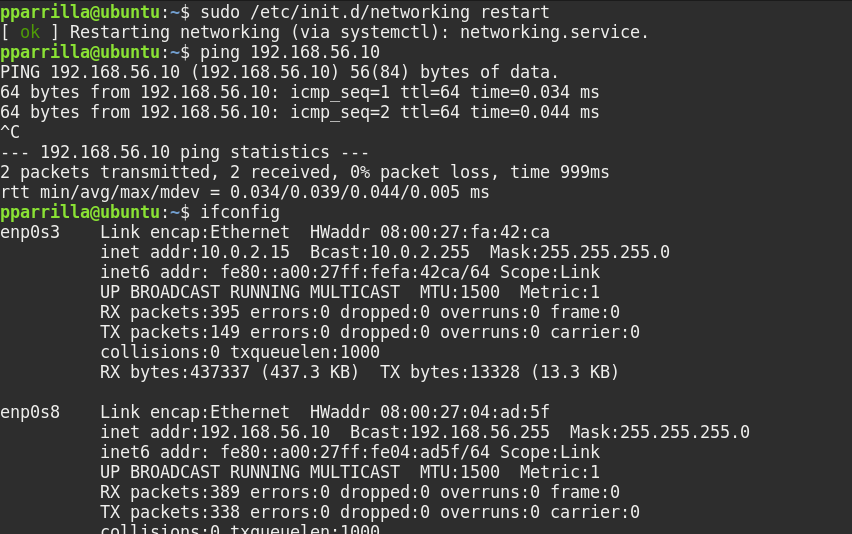 pparrilla@ubuntu:~$ sudo /etc/init.d/networking restart
[ ok ] Restarting networking (via systemctl): networking.service.
pparrilla@ubuntu:~$ ping 192.168.56.10
PING 192.168.56.10 (192.168.56.10) 56(84) bytes of data.
64 bytes from 192.168.56.10: icmp_seq=1 ttl=64 time=0.034 ms
64 bytes from 192.168.56.10: icmp_seq=2 ttl=64 time=0.044 ms
^C
--- 192.168.56.10 ping statistics ---
2 packets transmitted, 2 received, 0% packet loss, time 999ms
rtt min/avg/max/mdev = 0.034/0.039/0.044/0.005 ms
pparrilla@ubuntu:~$ ifconfig
enp0s3    Link encap:Ethernet  HWaddr 08:00:27:fa:42:ca
          inet addr:10.0.2.15  Bcast:10.0.2.255  Mask:255.255.255.0
          inet6 addr: fe80::a00:27ff:fefa:42ca/64 Scope:Link
          UP BROADCAST RUNNING MULTICAST  MTU:1500  Metric:1
          RX packets:395 errors:0 dropped:0 overruns:0 frame:0
          TX packets:149 errors:0 dropped:0 overruns:0 carrier:0
          collisions:0 txqueuelen:1000
          RX bytes:437337 (437.3 KB)  TX bytes:13328 (13.3 KB)

enp0s8    Link encap:Ethernet  HWaddr 08:00:27:04:ad:5f
          inet addr:192.168.56.10  Bcast:192.168.56.255  Mask:255.255.255.0
          inet6 addr: fe80::a00:27ff:fe04:ad5f/64 Scope:Link
          UP BROADCAST RUNNING MULTICAST  MTU:1500  Metric:1
          RX packets:389 errors:0 dropped:0 overruns:0 frame:0
          TX packets:338 errors:0 dropped:0 overruns:0 carrier:0
          collisions:0 txqueuelen:1000